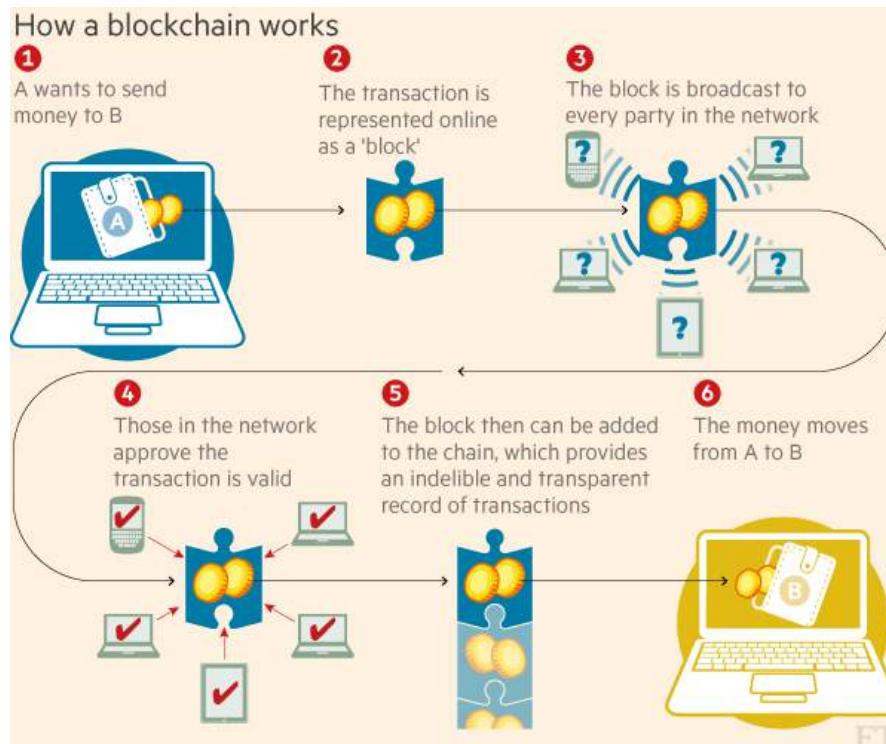 How a blockchain works
1
A wants to send
money to B
2
The transaction is
represented online
as a 'block'
3
The block is broadcast to
every party in the network
A
?
?
?
?
?
4
Those in the network
approve the
transaction is valid
5
The block then can be added
to the chain, which provides
an indelible and transparent
record of transactions
6
The money moves
from A to B
B
FT